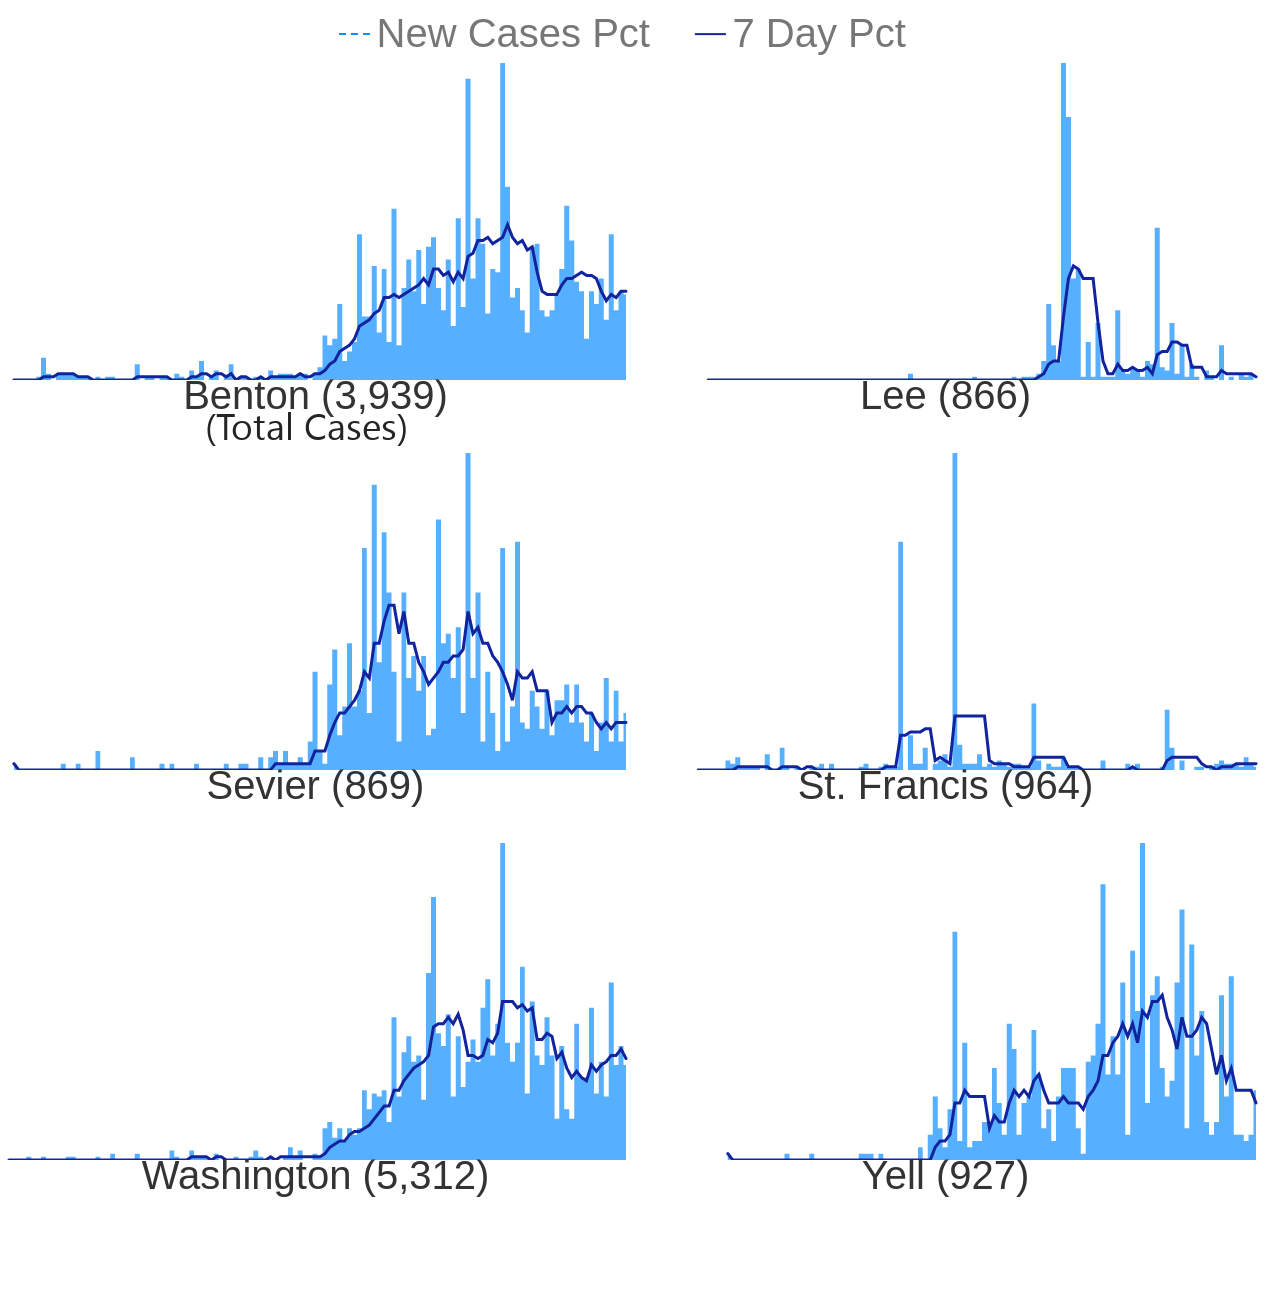 New Cases Pct 7 Day Pct
Benton (3,939)
(Total Cases)
Lee (866)
Sevier (869)
St. Francis (964)
Washington (5,312)
Yell (927)